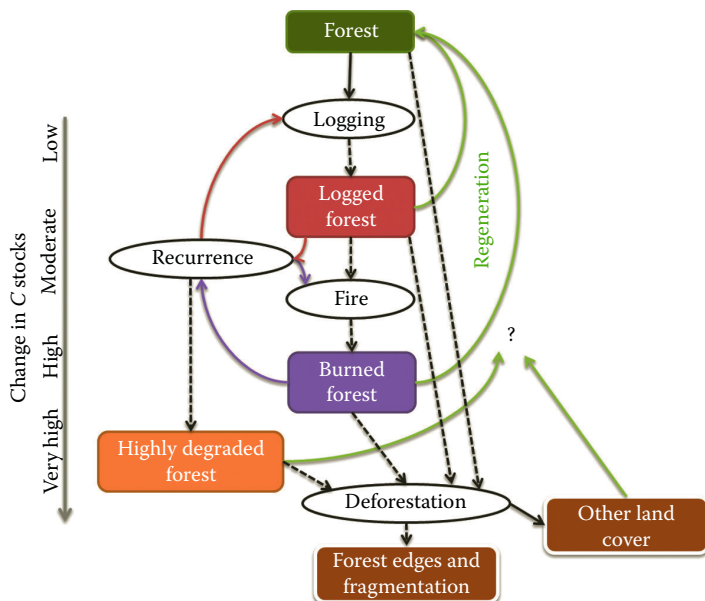 Forest
Logging
Logged
forest
Recurrence
Fire
Burned
forest
Highly degraded
forest
Deforestation
Other land
cover
Forest edges and
fragmentation
Regeneration
?
Change in C stocks
Low
Moderate
High
Very high